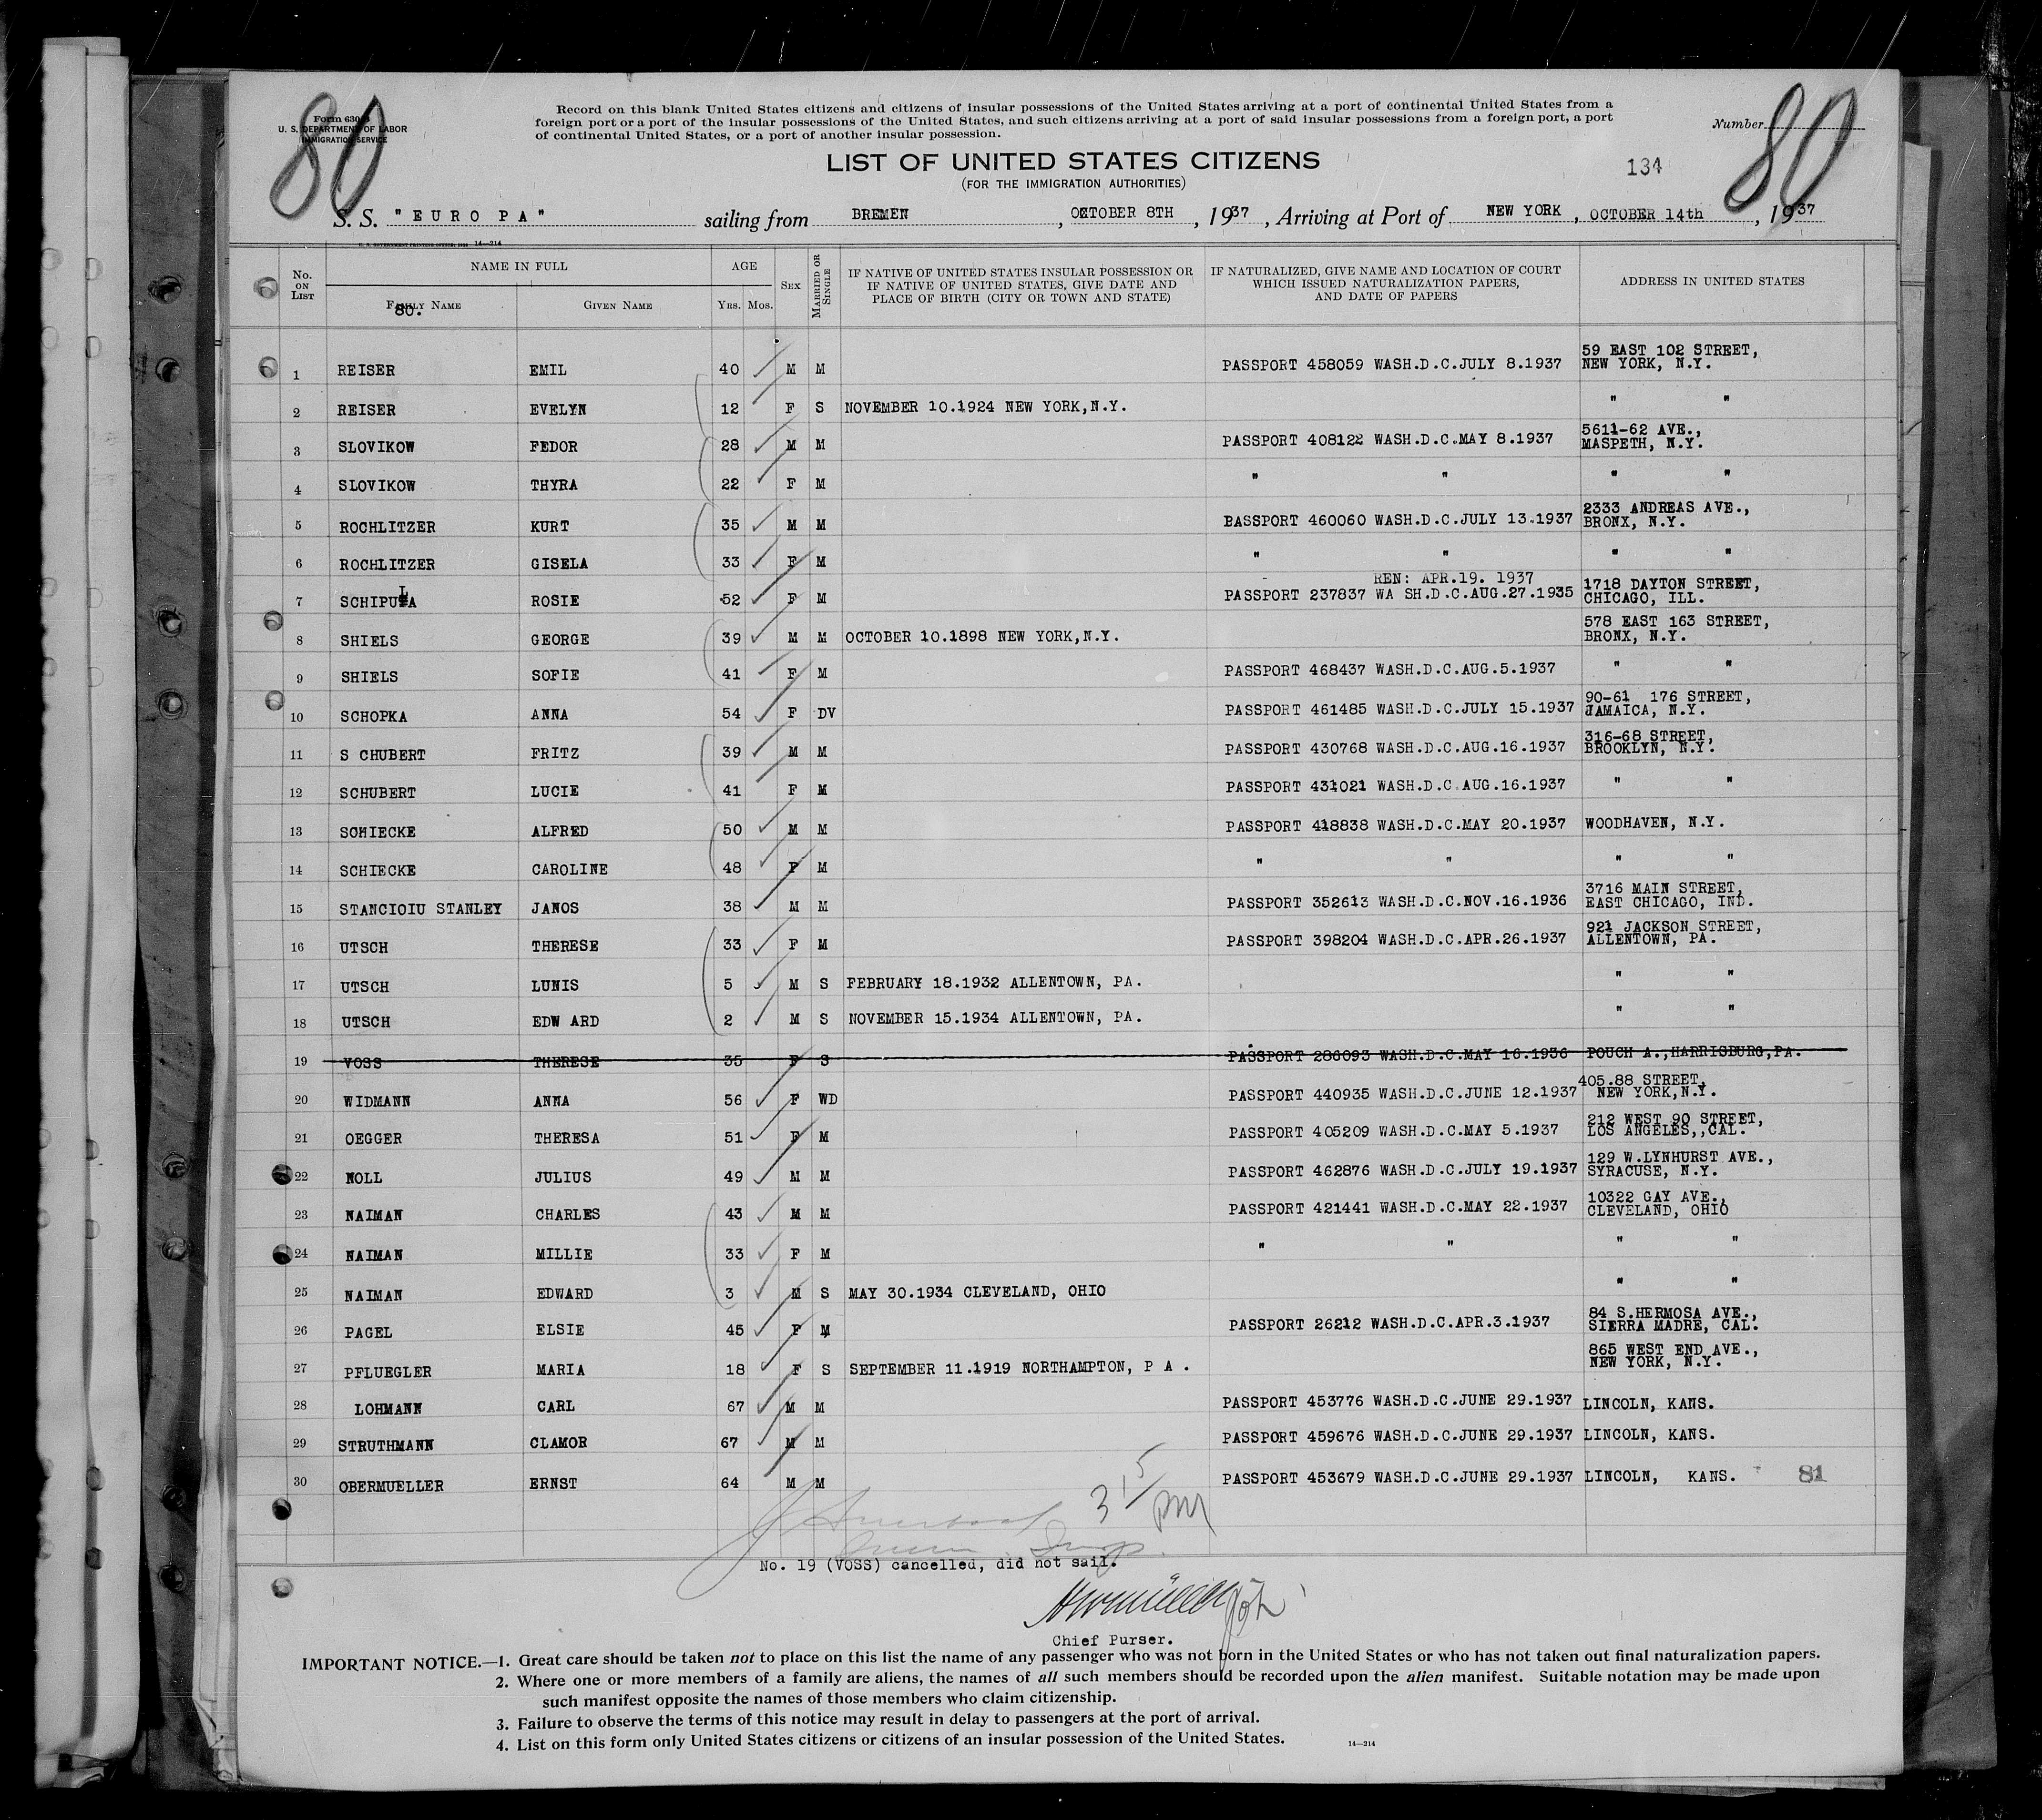 80
80
Form 630
U. S. DEPARTMENT OF LABOR
IMMIGRATION SERVICE
Record on this blank United States citizens and citizens of insular possessions of the United States arriving at a port of continental United States from a
foreign port or a port of the insular possessions of the United States, and such citizens arriving at a port of said insular possessions from a foreign port, a port
of continental United States, or a port of another insular possession.
Number
LIST OF UNITED STATES CITIZENS
(FOR THE IMMIGRATION AUTHORITIES)
134
S. S. "EUROPA" sailing from BREMEN, OCTOBER 8TH, 1937, Arriving at Port of NEW YORK, OCTOBER 14th, 1937
U. S. GOVERNMENT PRINTING OFFICE 14—214
No. ON LIST NAME IN FULL AGE SEX MARRIED OR SINGLE IF NATIVE OF UNITED STATES INSULAR POSSESSION OR IF NATIVE OF UNITED STATES, GIVE DATE AND PLACE OF BIRTH (CITY OR TOWN AND STATE) IF NATURALIZED, GIVE NAME AND LOCATION OF COURT WHICH ISSUED NATURALIZATION PAPERS, AND DATE OF PAPERS ADDRESS IN UNITED STATES
FAMILY NAME GIVEN NAME YRS. MOS.
80.
1 REISER EMIL 40 M M PASSPORT 458059 WASH.D.C.JULY 8.1937 59 EAST 102 STREET, NEW YORK, N.Y.
2 REISER EVELYN 12 F S NOVEMBER 10.1924 NEW YORK,N.Y. " "
3 SLOVIKOW FEDOR 28 M M PASSPORT 408122 WASH.D.C.MAY 8.1937 5611-62 AVE., MASPETH, N.Y.
4 SLOVIKOW THYRA 22 F M " " " "
5 ROCHLITZER KURT 35 M M BASSPORT 460060 WASH.D.C.JULY 13.1937 2333 ANDREAS AVE., BRONX, N.Y.
6 ROCHLITZER GISELA 33 F M " " " "
REN: APR.19. 1937
7 SCHIPULA ROSIE 52 F M PASSPORT 237837 WA SH.D.C.AUG.27.1935 1718 DAYTON STREET, CHICAGO, ILL.
8 SHIELS GEORGE 39 M M OCTOBER 10.1898 NEW YORK,N.Y. 578 EAST 163 STREET, BRONX, N.Y.
9 SHIELS SOFIE 41 F M PASSPORT 468437 WASH.D.C.AUG.5.1937 " "
10 SCHOPKA ANNA 54 F DV PASSPORT 461485 WASH.D.C.JULY 15.1937 90-61 176 STREET, JAMAICA, N.Y.
11 S CHUBERT FRITZ 39 M M PASSPORT 430768 WASH.D.C.AUG.16.1937 316-68 STREET, BROOKLYN, N.Y.
12 SCHUBERT LUCIE 41 F M PASSPORT 431021 WASH.D.C.AUG.16.1937 " "
13 SCHIECKE ALFRED 50 M M PASSPORT 418838 WASH.D.C.MAY 20.1937 WOODHAVEN, N.Y.
14 SCHIECKE CAROLINE 48 F M " " " "
15 STANCIOIU STANLEY JANOS 38 M M PASSPORT 352613 WASH.D.C.NOV.16.1936 3716 MAIN STREET, EAST CHICAGO, IND.
16 UTSCH THERESE 33 F M PASSPORT 398204 WASH.D.C.APR.26.1937 921 JACKSON STREET, ALLENTOWN, PA.
17 UTSCH LUNIS 5 M S FEBRUARY 18.1932 ALLENTOWN, PA. " "
18 UTSCH EDW ARD 2 M S NOVEMBER 15.1934 ALLENTOWN, PA. " "
19 VOSS THERESE 35 F S PASSPORT 286093 WASH.D.C.MAY 16.1936 POUCH A.,HARRISBURG,PA.
20 WIDMANN ANNA 56 F WD PASSPORT 440935 WASH.D.C.JUNE 12.1937 405.88 STREET, NEW YORK,N.Y.
21 OEGGER THERESA 51 F M PASSPORT 405209 WASH.D.C.MAY 5.1937 212 WEST 90 STREET, LOS ANGELES,,CAL.
22 NOLL JULIUS 49 M M PASSPORT 462876 WASH.D.C.JULY 19.1937 129 W.LYNHURST AVE., SYRACUSE, N.Y.
23 NAIMAN CHARLES 43 M M PASSPORT 421441 WASH.D.C.MAY 22.1937 10322 GAY AVE., CLEVELAND, OHIO
24 NAIMAN MILLIE 33 F M " " " "
25 NAIMAN EDWARD 3 M S MAY 30.1934 CLEVELAND, OHIO " "
26 PAGEL ELSIE 45 F M PASSPORT 26212 WASH.D.C.APR.3.1937 84 S.HERMOSA AVE., SIERRA MADRE, CAL.
27 PFLUEGLER MARIA 18 F S SEPTEMBER 11.1919 NORTHAMPTON, P A . 865 WEST END AVE., NEW YORK, N.Y.
28 LOHMANN CARL 67 M M PASSPORT 453776 WASH.D.C.JUNE 29.1937 LINCOLN, KANS.
29 STRUTHMANN CLAMOR 67 M M PASSPORT 459676 WASH.D.C.JUNE 29.1937 LINCOLN, KANS.
30 OBERMUELLER ERNST 64 M M PASSPORT 453679 WASH.D.C.JUNE 29.1937 LINCOLN, KANS. 81
3 15 PM
No. 19 (VOSS) cancelled, did not sail.
Chief Purser.
IMPORTANT NOTICE.—1. Great care should be taken not to place on this list the name of any passenger who was not born in the United States or who has not taken out final naturalization papers.
2. Where one or more members of a family are aliens, the names of all such members should be recorded upon the alien manifest. Suitable notation may be made upon
such manifest opposite the names of those members who claim citizenship.
3. Failure to observe the terms of this notice may result in delay to passengers at the port of arrival.
4. List on this form only United States citizens or citizens of an insular possession of the United States.
14—214